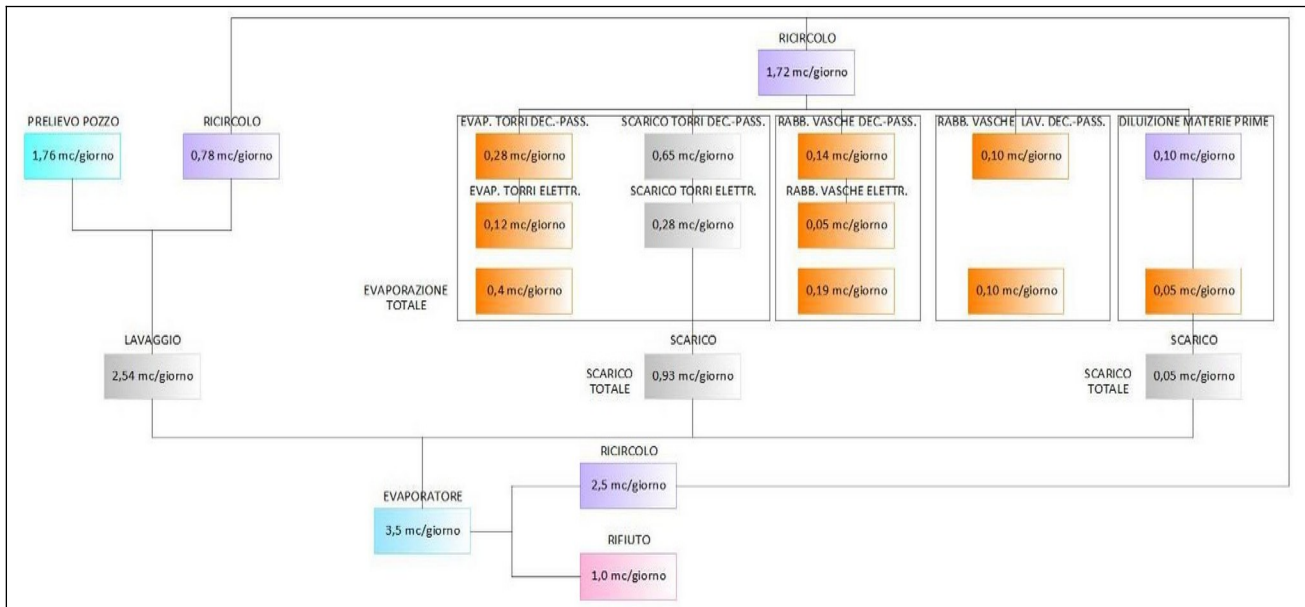 RICIRCOLO
1,72 mc/giorno
PRELIEVO POZZO
1,76 mc/giorno
RICIRCOLO
0,78 mc/giorno
EVAP. TORRI DEC.-PASS.
0,28 mc/giorno
EVAP. TORRI ELETTR.
0,12 mc/giorno
EVAPORAZIONE
TOTALE
0,4 mc/giorno
SCARICO TORRI DEC.-PASS.
0,65 mc/giorno
SCARICO TORRI ELETTR.
0,28 mc/giorno
RABB. VASCHE DEC.-PASS.
0,14 mc/giorno
RABB. VASCHE ELETTR.
0,05 mc/giorno
0,19 mc/giorno
RABB. VASCHE LAV. DEC.-PASS.
0,10 mc/giorno
0,10 mc/giorno
DILUIZIONE MATERIE PRIME
0,10 mc/giorno
0,05 mc/giorno
LAVAGGIO
2,54 mc/giorno
SCARICO
SCARICO
TOTALE
0,93 mc/giorno
SCARICO
SCARICO
TOTALE
0,05 mc/giorno
EVAPORATORE
3,5 mc/giorno
RICIRCOLO
2,5 mc/giorno
RIFIUTO
1,0 mc/giorno